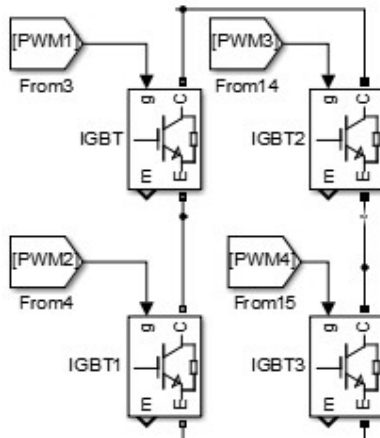 [PWM1]
[PWM3]
From3
From14
g
C
g
C
IGBT
IGBT2
E
E
E
E
[PWM2]
[PWM4]
From4
From15
g
C
g
C
IGBT1
IGBT3
E
E
E
E